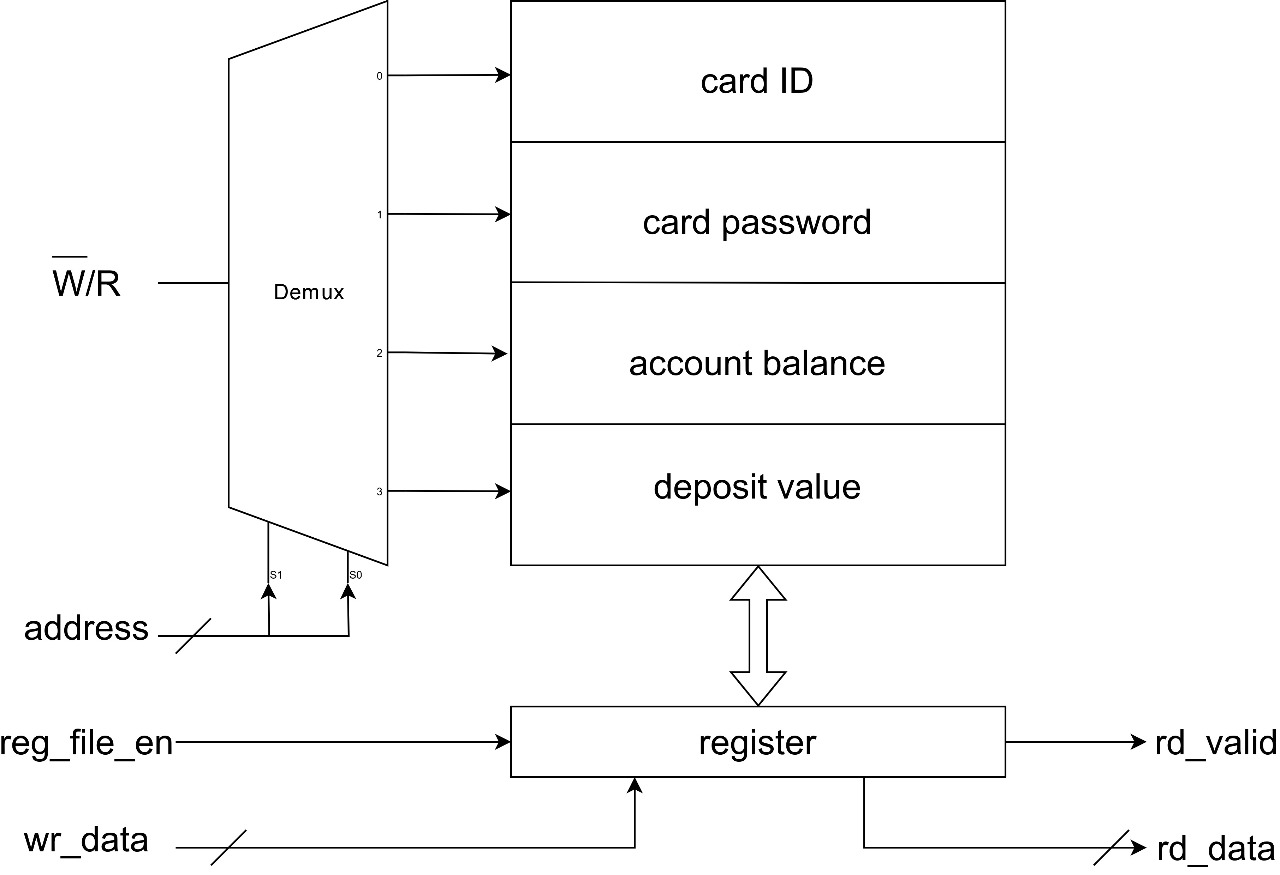 0
card ID
1
card password
W̅/R
Demux
2
account balance
3
deposit value
S1
S0
address
reg_file_en
register
rd_valid
wr_data
rd_data